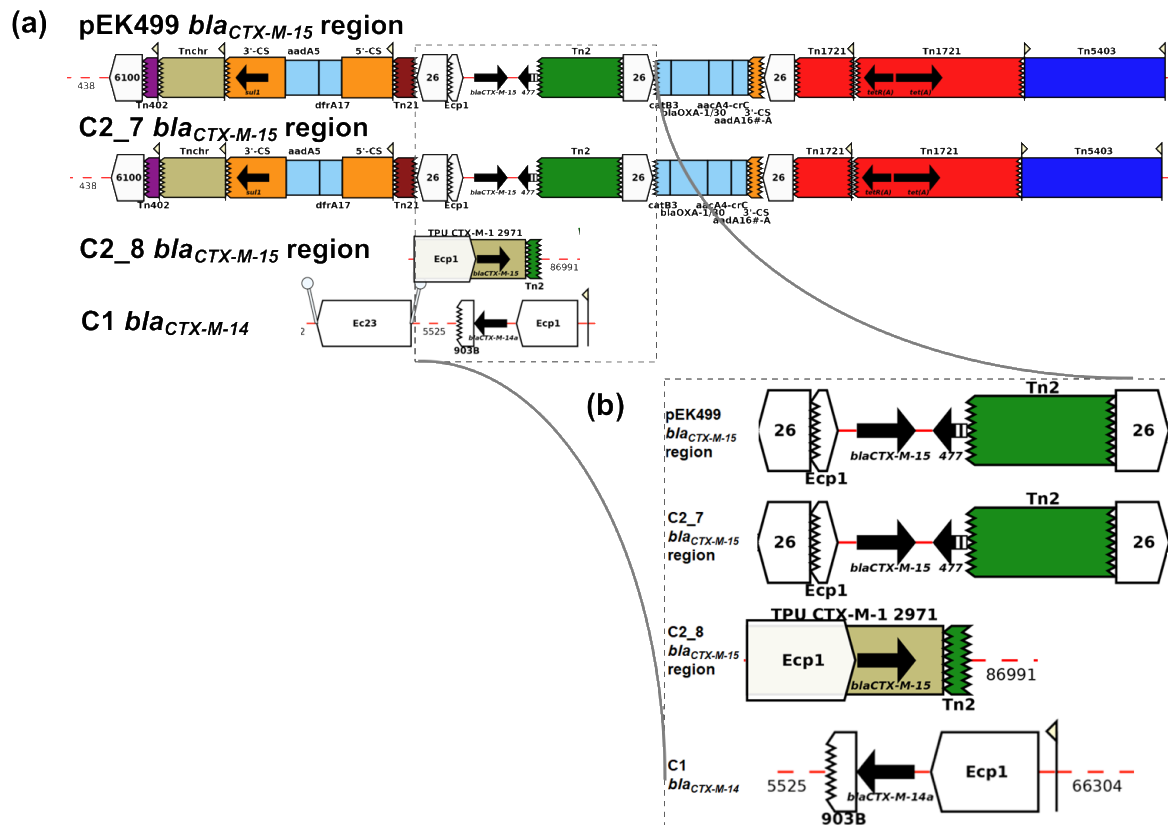 (a)
pEK499 blaCTX-M-15 region
Tnchr 3'-CS aadA5 5'-CS Tn2 Tn1721 Tn1721 Tn5403
6100 26 26 26
438 sul1 blaCTX-M-15 477 tetR(A) tet(A)
Tn402 dfrA17 Tn21 Ecp1 catB3 aacA4-crC
blaOXA-1/30 3'-CS
aadA16#-A
C2_7 blaCTX-M-15 region
Tnchr 3'-CS aadA5 5'-CS Tn2 Tn1721 Tn1721 Tn5403
6100 26 26 26
438 sul1 blaCTX-M-15 477 tetR(A) tet(A)
Tn402 dfrA17 Tn21 Ecp1 catB3 aacA4-crC
blaOXA-1/30 3'-CS
aadA16#-A
C2_8 blaCTX-M-15 region
TPU CTX-M-1 2971
Ecp1 blaCTX-M-15 86991
Tn2
C1 blaCTX-M-14
2 Ec23 5525 blaCTX-M-14a Ecp1
903B
(b)
pEK499
blaCTX-M-15
region
Tn2
26 26
blaCTX-M-15 477
Ecp1
C2_7
blaCTX-M-15
region
Tn2
26 26
blaCTX-M-15 477
Ecp1
C2_8
blaCTX-M-15
region
TPU CTX-M-1 2971
Ecp1 blaCTX-M-15 86991
Tn2
C1
blaCTX-M-14
5525 blaCTX-M-14a Ecp1 66304
903B